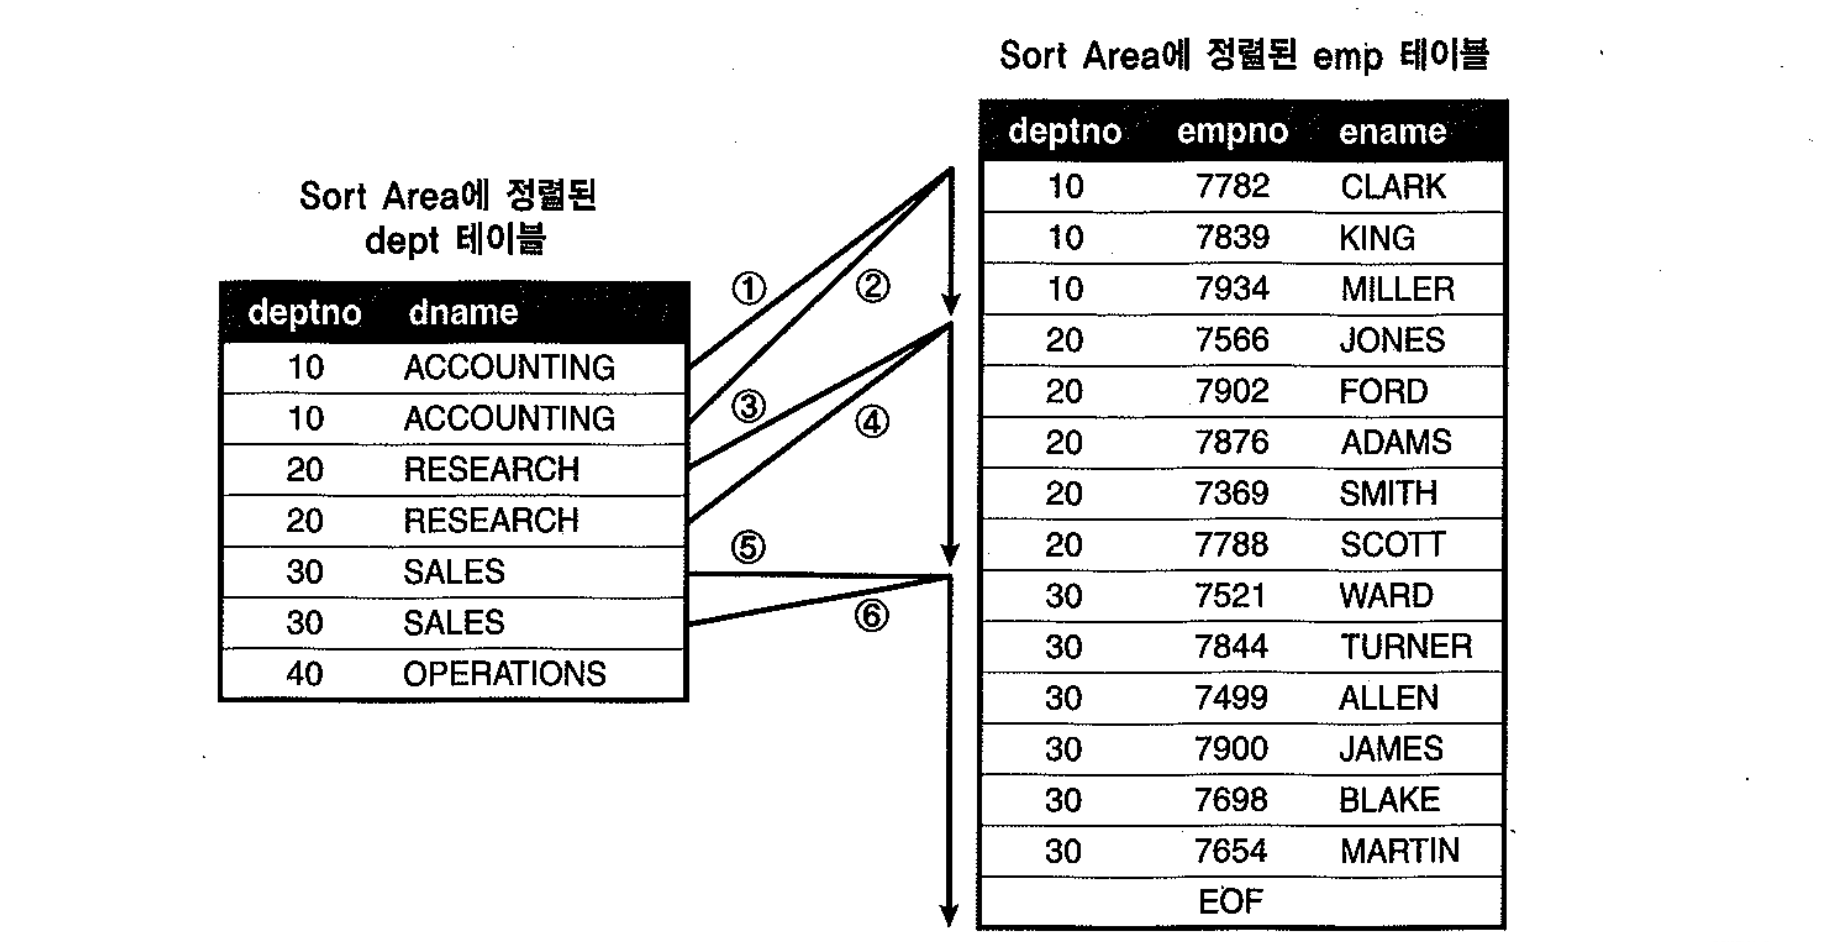 Sort Area에 정렬된
dept 테이블
deptno dname
10 ACCOUNTING
10 ACCOUNTING
20 RESEARCH
20 RESEARCH
30 SALES
30 SALES
40 OPERATIONS
①
②
③
④
⑤
⑥
Sort Area에 정렬된 emp 테이블
deptno empno ename
10 7782 CLARK
10 7839 KING
10 7934 MILLER
20 7566 JONES
20 7902 FORD
20 7876 ADAMS
20 7369 SMITH
20 7788 SCOTT
30 7521 WARD
30 7844 TURNER
30 7499 ALLEN
30 7900 JAMES
30 7698 BLAKE
30 7654 MARTIN
EOF